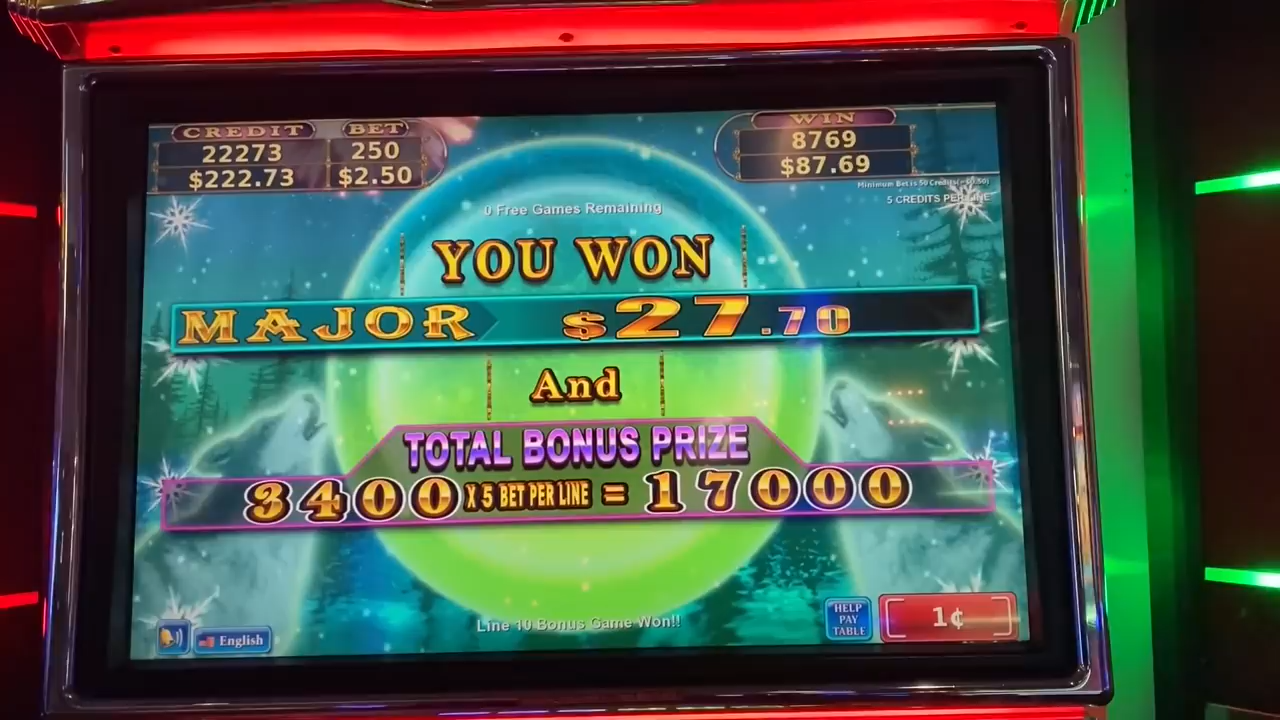 CREDIT BET
22273 250
$222.73 $2.50
WIN
8769
$87.69
Minimum Bet is 50 Credits(=$0.50)
5 CREDITS PER LINE
0 Free Games Remaining
YOU WON
MAJOR $27.70
And
TOTAL BONUS PRIZE
3400 X 5 BET PER LINE = 17000
Line 10 Bonus Game Won!!
English
HELP
PAY
TABLE
1¢